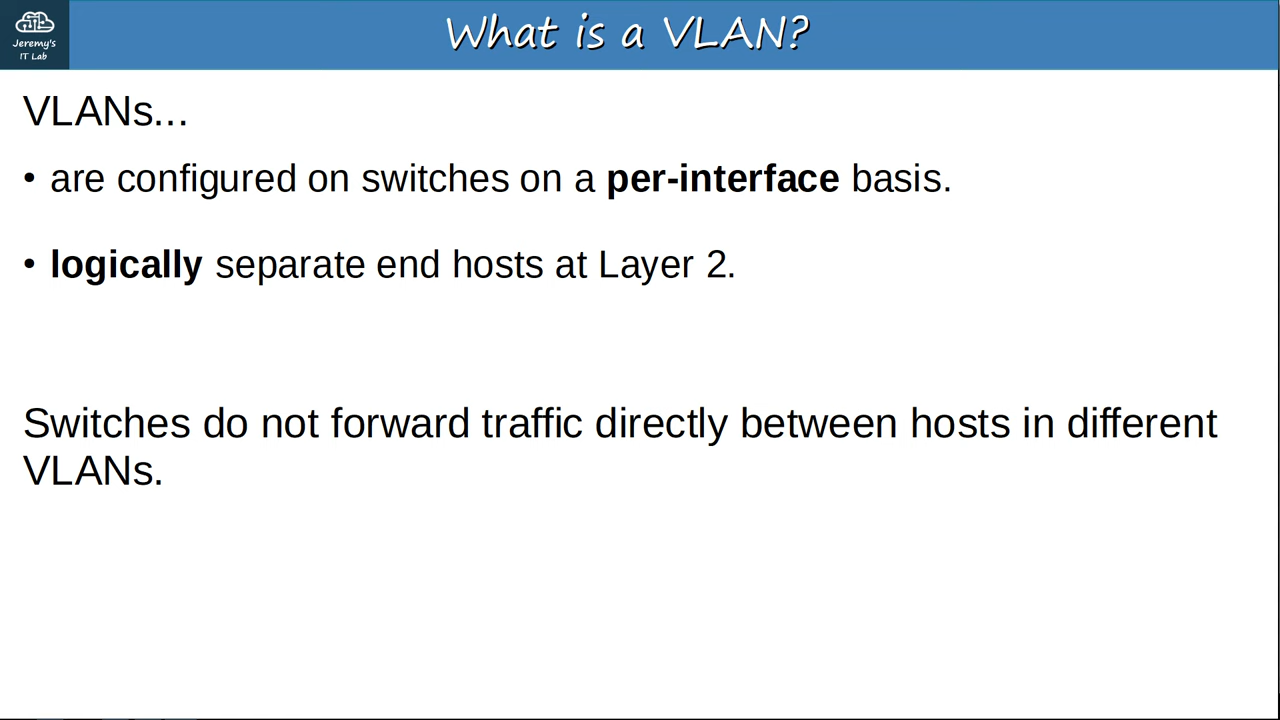 Jeremy's
IT Lab
What is a VLAN?
VLANs...
• are configured on switches on a per-interface basis.
• logically separate end hosts at Layer 2.
Switches do not forward traffic directly between hosts in different
VLANs.